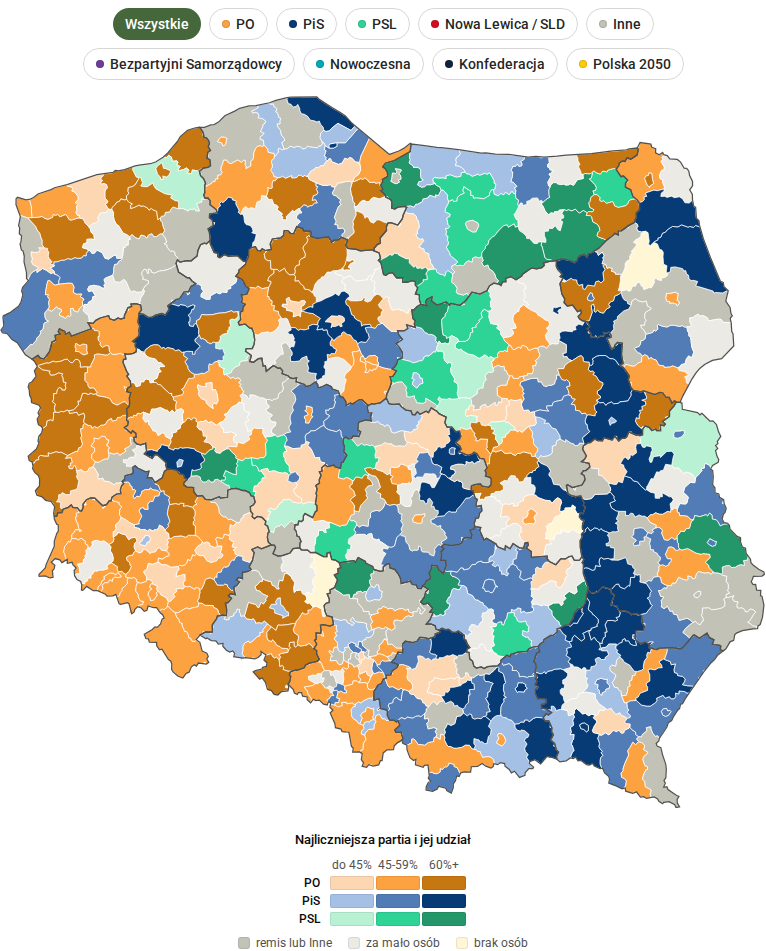 Wszystkie PO PiS PSL Nowa Lewica / SLD Inne
Bezpartyjni Samorządowcy Nowoczesna Konfederacja Polska 2050
Najliczniejsza partia i jej udział
do 45% 45-59% 60%+
PO
PiS
PSL
remis lub Inne za mało osób brak osób